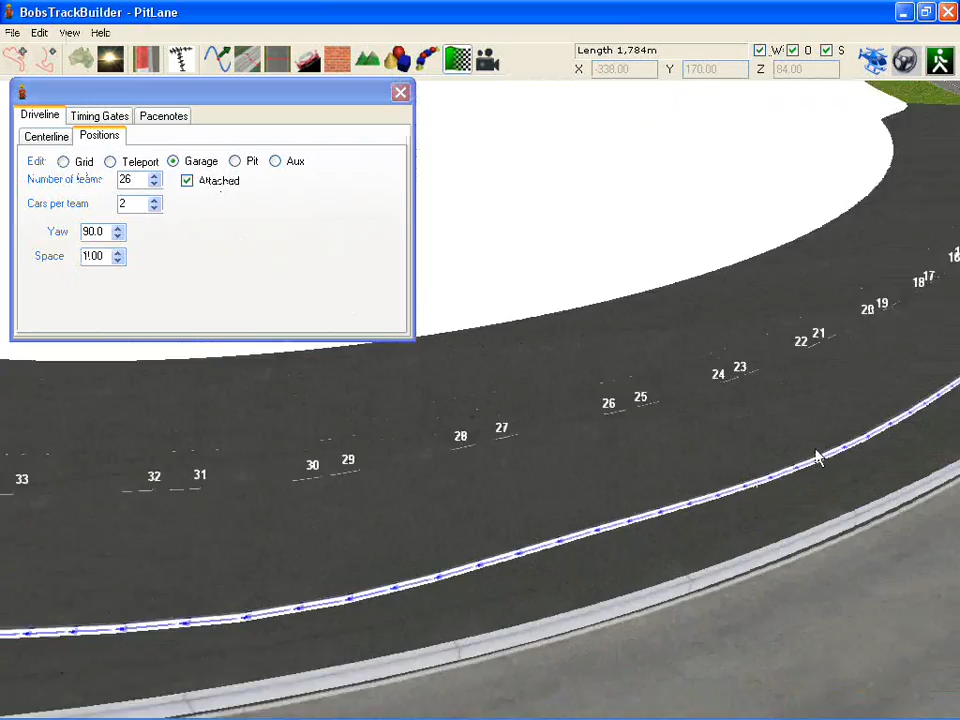 BobsTrackBuilder - PitLane
File Edit View Help
Length 1,784m W O S
X -338.00 Y 170.00 Z 84.00
Driveline Timing Gates Pacenotes
Centerline Positions
Edit: Grid Teleport Garage Pit Aux
Number of teams 26 Attached
Cars per team 2
Yaw 90.0
Space
16
18 17
20 19
22 21
24 23
26 25
28 27
30 29
33 32 31